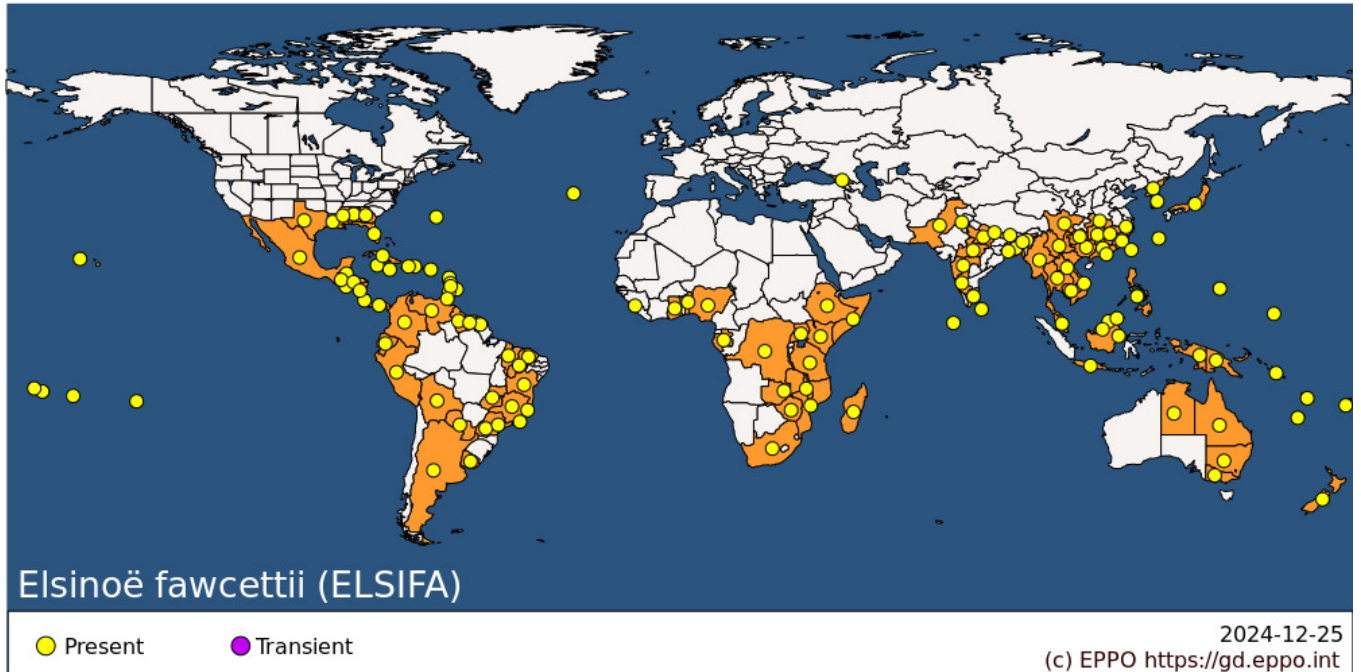 Elsinoë fawcettii (ELSIFA)
Present
Transient
2024-12-25
(c) EPPO https://gd.eppo.int